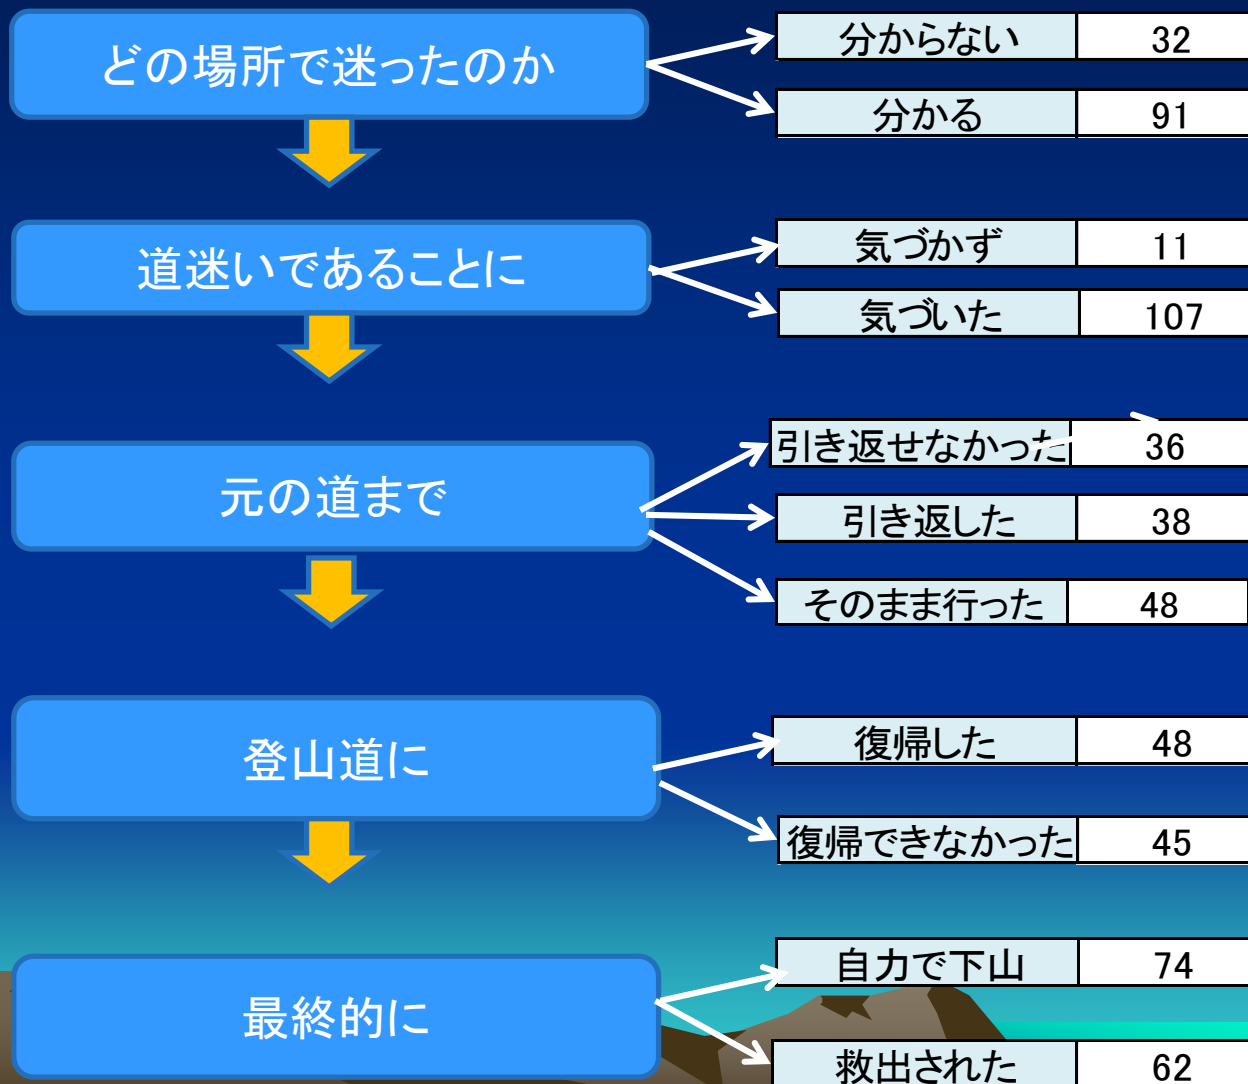 どの場所で迷ったのか
分からない 32
分かる 91
道迷いであることに
気づかず 11
気づいた 107
元の道まで
引き返せなかった 36
引き返した 38
そのまま行った 48
登山道に
復帰した 48
復帰できなかった 45
最終的に
自力で下山 74
救出された 62